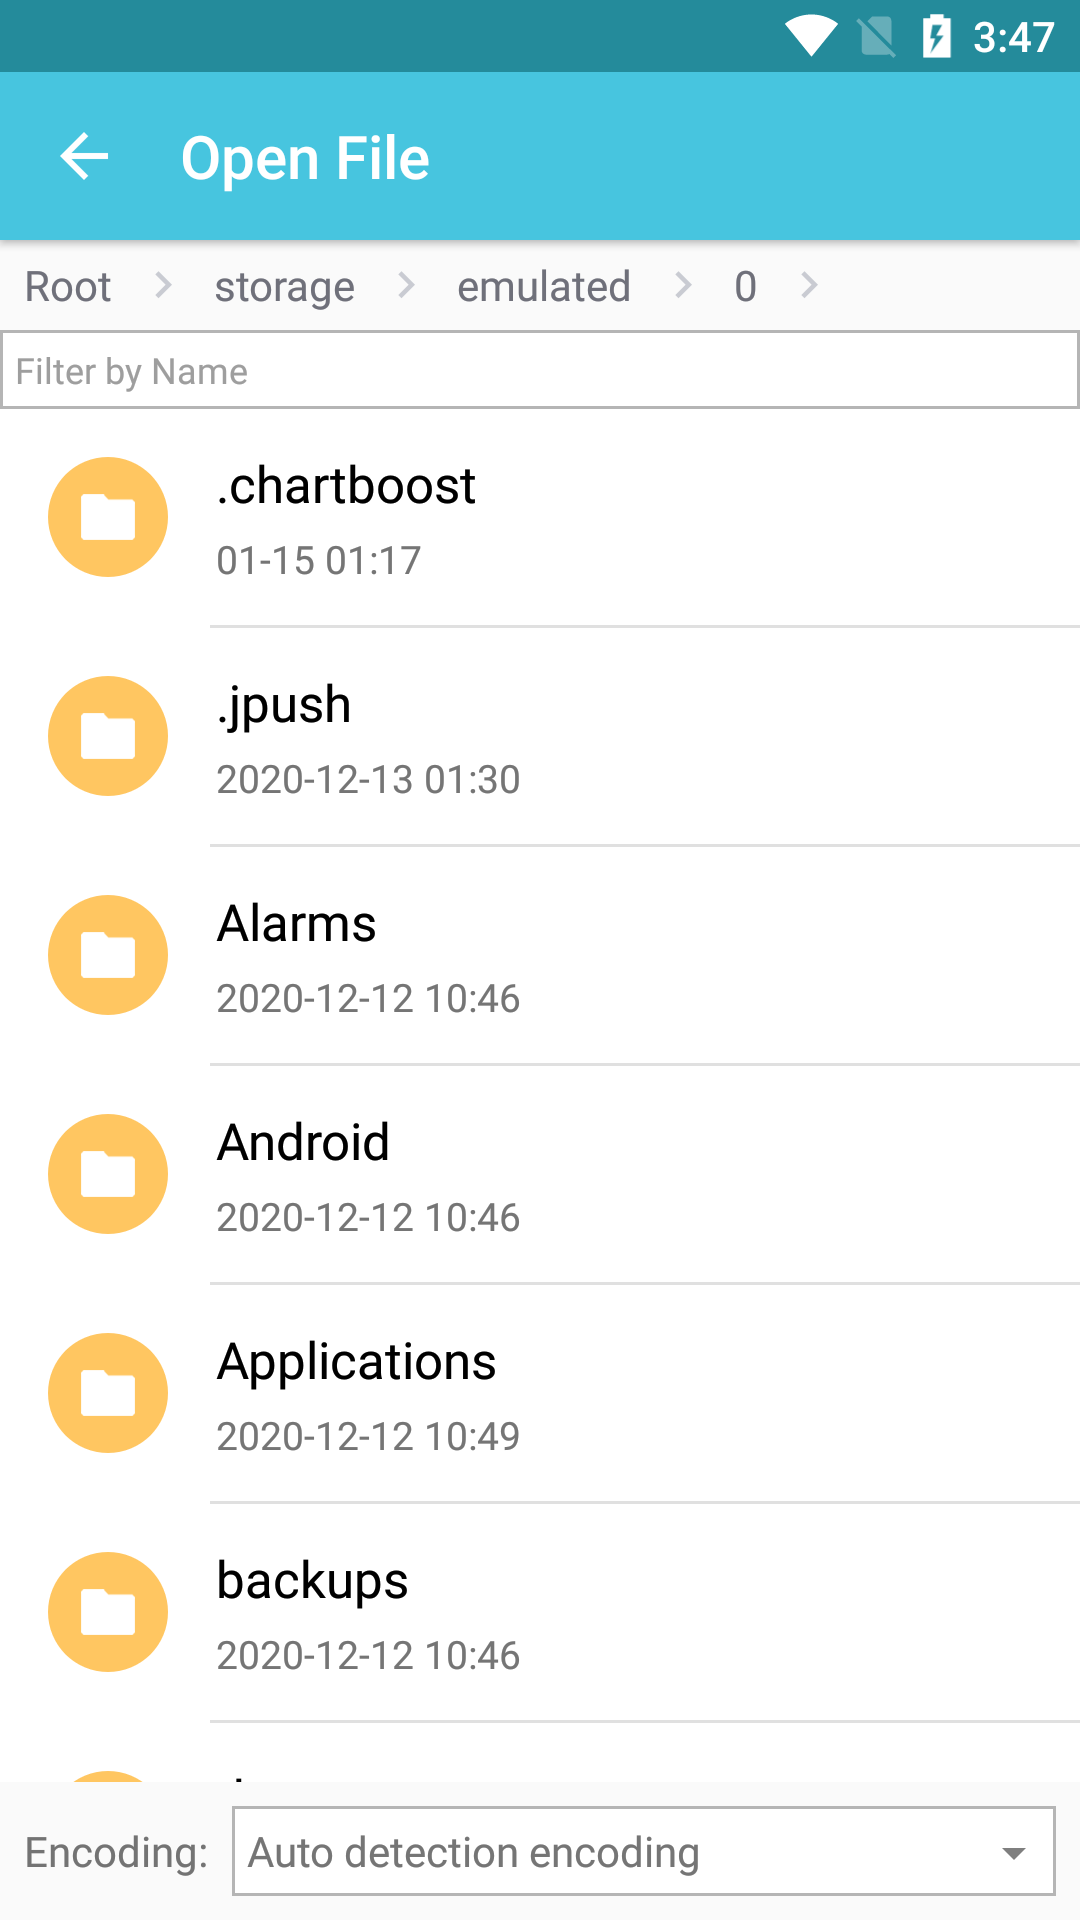 3:47
Open File
Root storage emulated 0
Filter by Name
.chartboost
01-15 01:17
.jpush
2020-12-13 01:30
Alarms
2020-12-12 10:46
Android
2020-12-12 10:46
Applications
2020-12-12 10:49
backups
2020-12-12 10:46
Encoding: Auto detection encoding